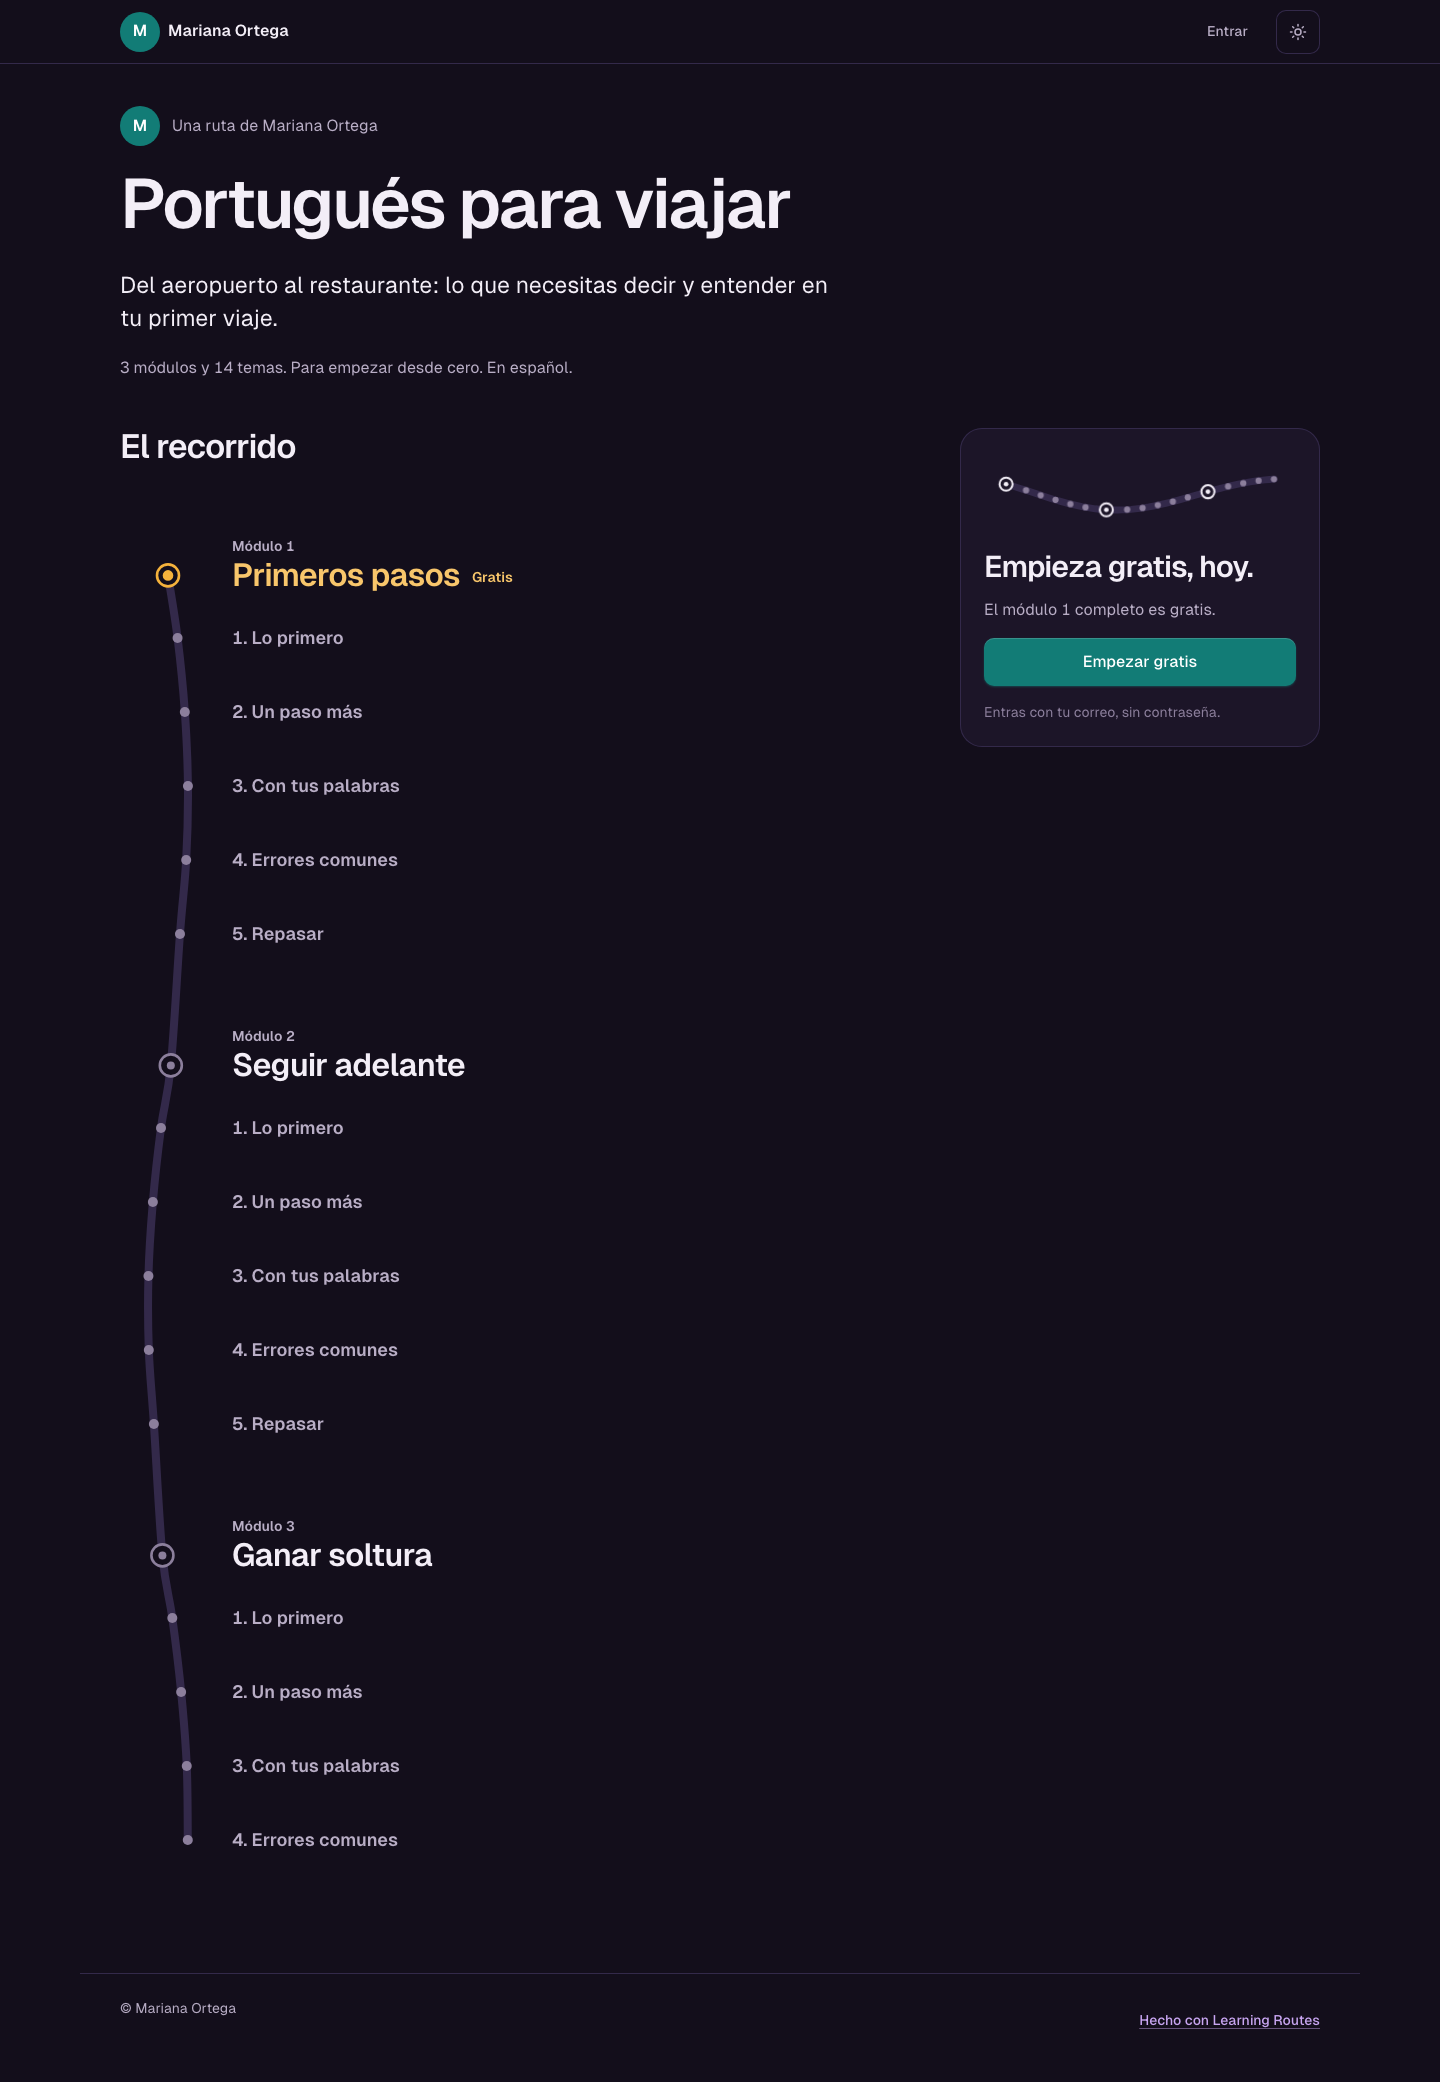 M Mariana Ortega
Entrar
M Una ruta de Mariana Ortega
Portugués para viajar
Del aeropuerto al restaurante: lo que necesitas decir y entender en
tu primer viaje.
3 módulos y 14 temas. Para empezar desde cero. En español.
El recorrido
Módulo 1
Primeros pasos Gratis
1. Lo primero
2. Un paso más
3. Con tus palabras
4. Errores comunes
5. Repasar
Módulo 2
Seguir adelante
1. Lo primero
2. Un paso más
3. Con tus palabras
4. Errores comunes
5. Repasar
Módulo 3
Ganar soltura
1. Lo primero
2. Un paso más
3. Con tus palabras
4. Errores comunes
Empieza gratis, hoy.
El módulo 1 completo es gratis.
Empezar gratis
Entras con tu correo, sin contraseña.
© Mariana Ortega
Hecho con Learning Routes